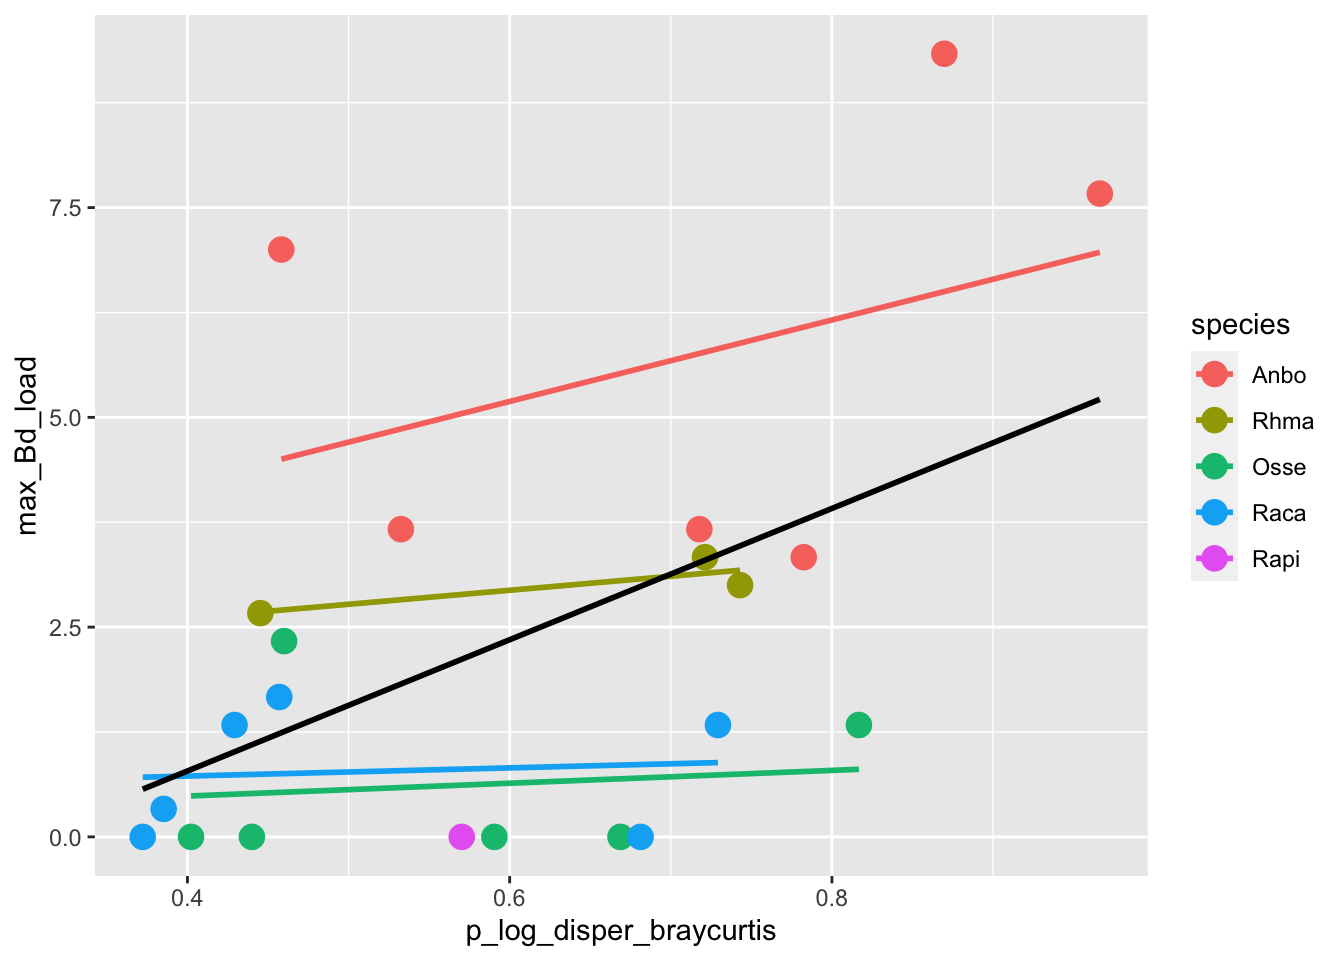 7.5
5.0
2.5
0.0
max_Bd_load
0.4 0.6 0.8
p_log_disper_braycurtis
species
Anbo
Rhma
Osse
Raca
Rapi